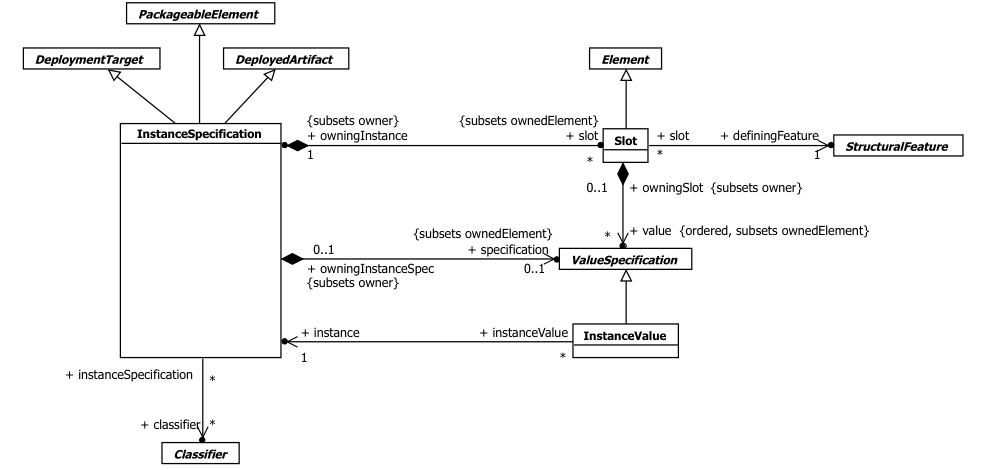 PackageableElement
DeploymentTarget
DeployedArtifact
Element
{subsets owner}
{subsets ownedElement}
InstanceSpecification
+ owningInstance
+ slot
Slot
+ slot
+ definingFeature
StructuralFeature
1
*
*
1
0..1
+ owningSlot {subsets owner}
{subsets ownedElement}
*
+ value {ordered, subsets ownedElement}
0..1
+ specification
ValueSpecification
+ owningInstanceSpec
0..1
{subsets owner}
+ instance
+ instanceValue
InstanceValue
1
*
+ instanceSpecification
*
+ classifier
*
Classifier